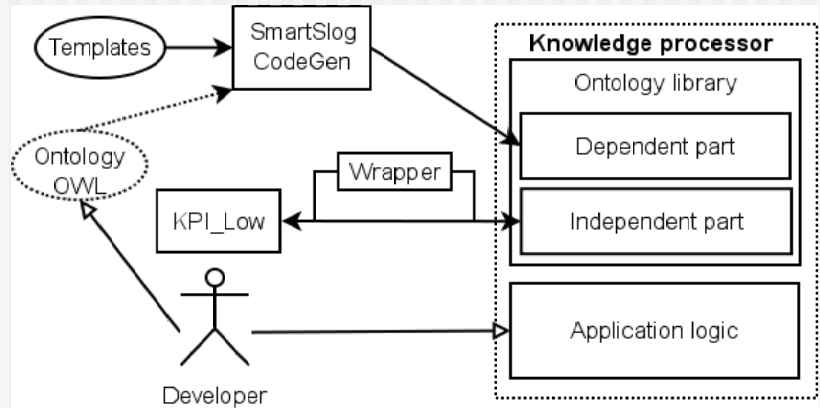 Templates
SmartSlog
CodeGen
Knowledge processor
Ontology library
Dependent part
Ontology
OWL
Wrapper
KPI_Low
Independent part
Application logic
Developer